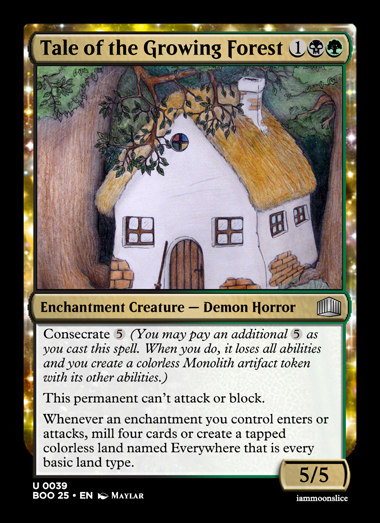 Tale of the Growing Forest 1
Enchantment Creature — Demon Horror
Consecrate 5 (You may pay an additional 5 as
you cast this spell. When you do, it loses all abilities
and you create a colorless Monolith artifact token
with its other abilities.)
This permanent can't attack or block.
Whenever an enchantment you control enters or
attacks, mill four cards or create a tapped
colorless land named Everywhere that is every
basic land type.
5/5
U 0039
BOO 25 • EN MAYLAR
iammoonslice